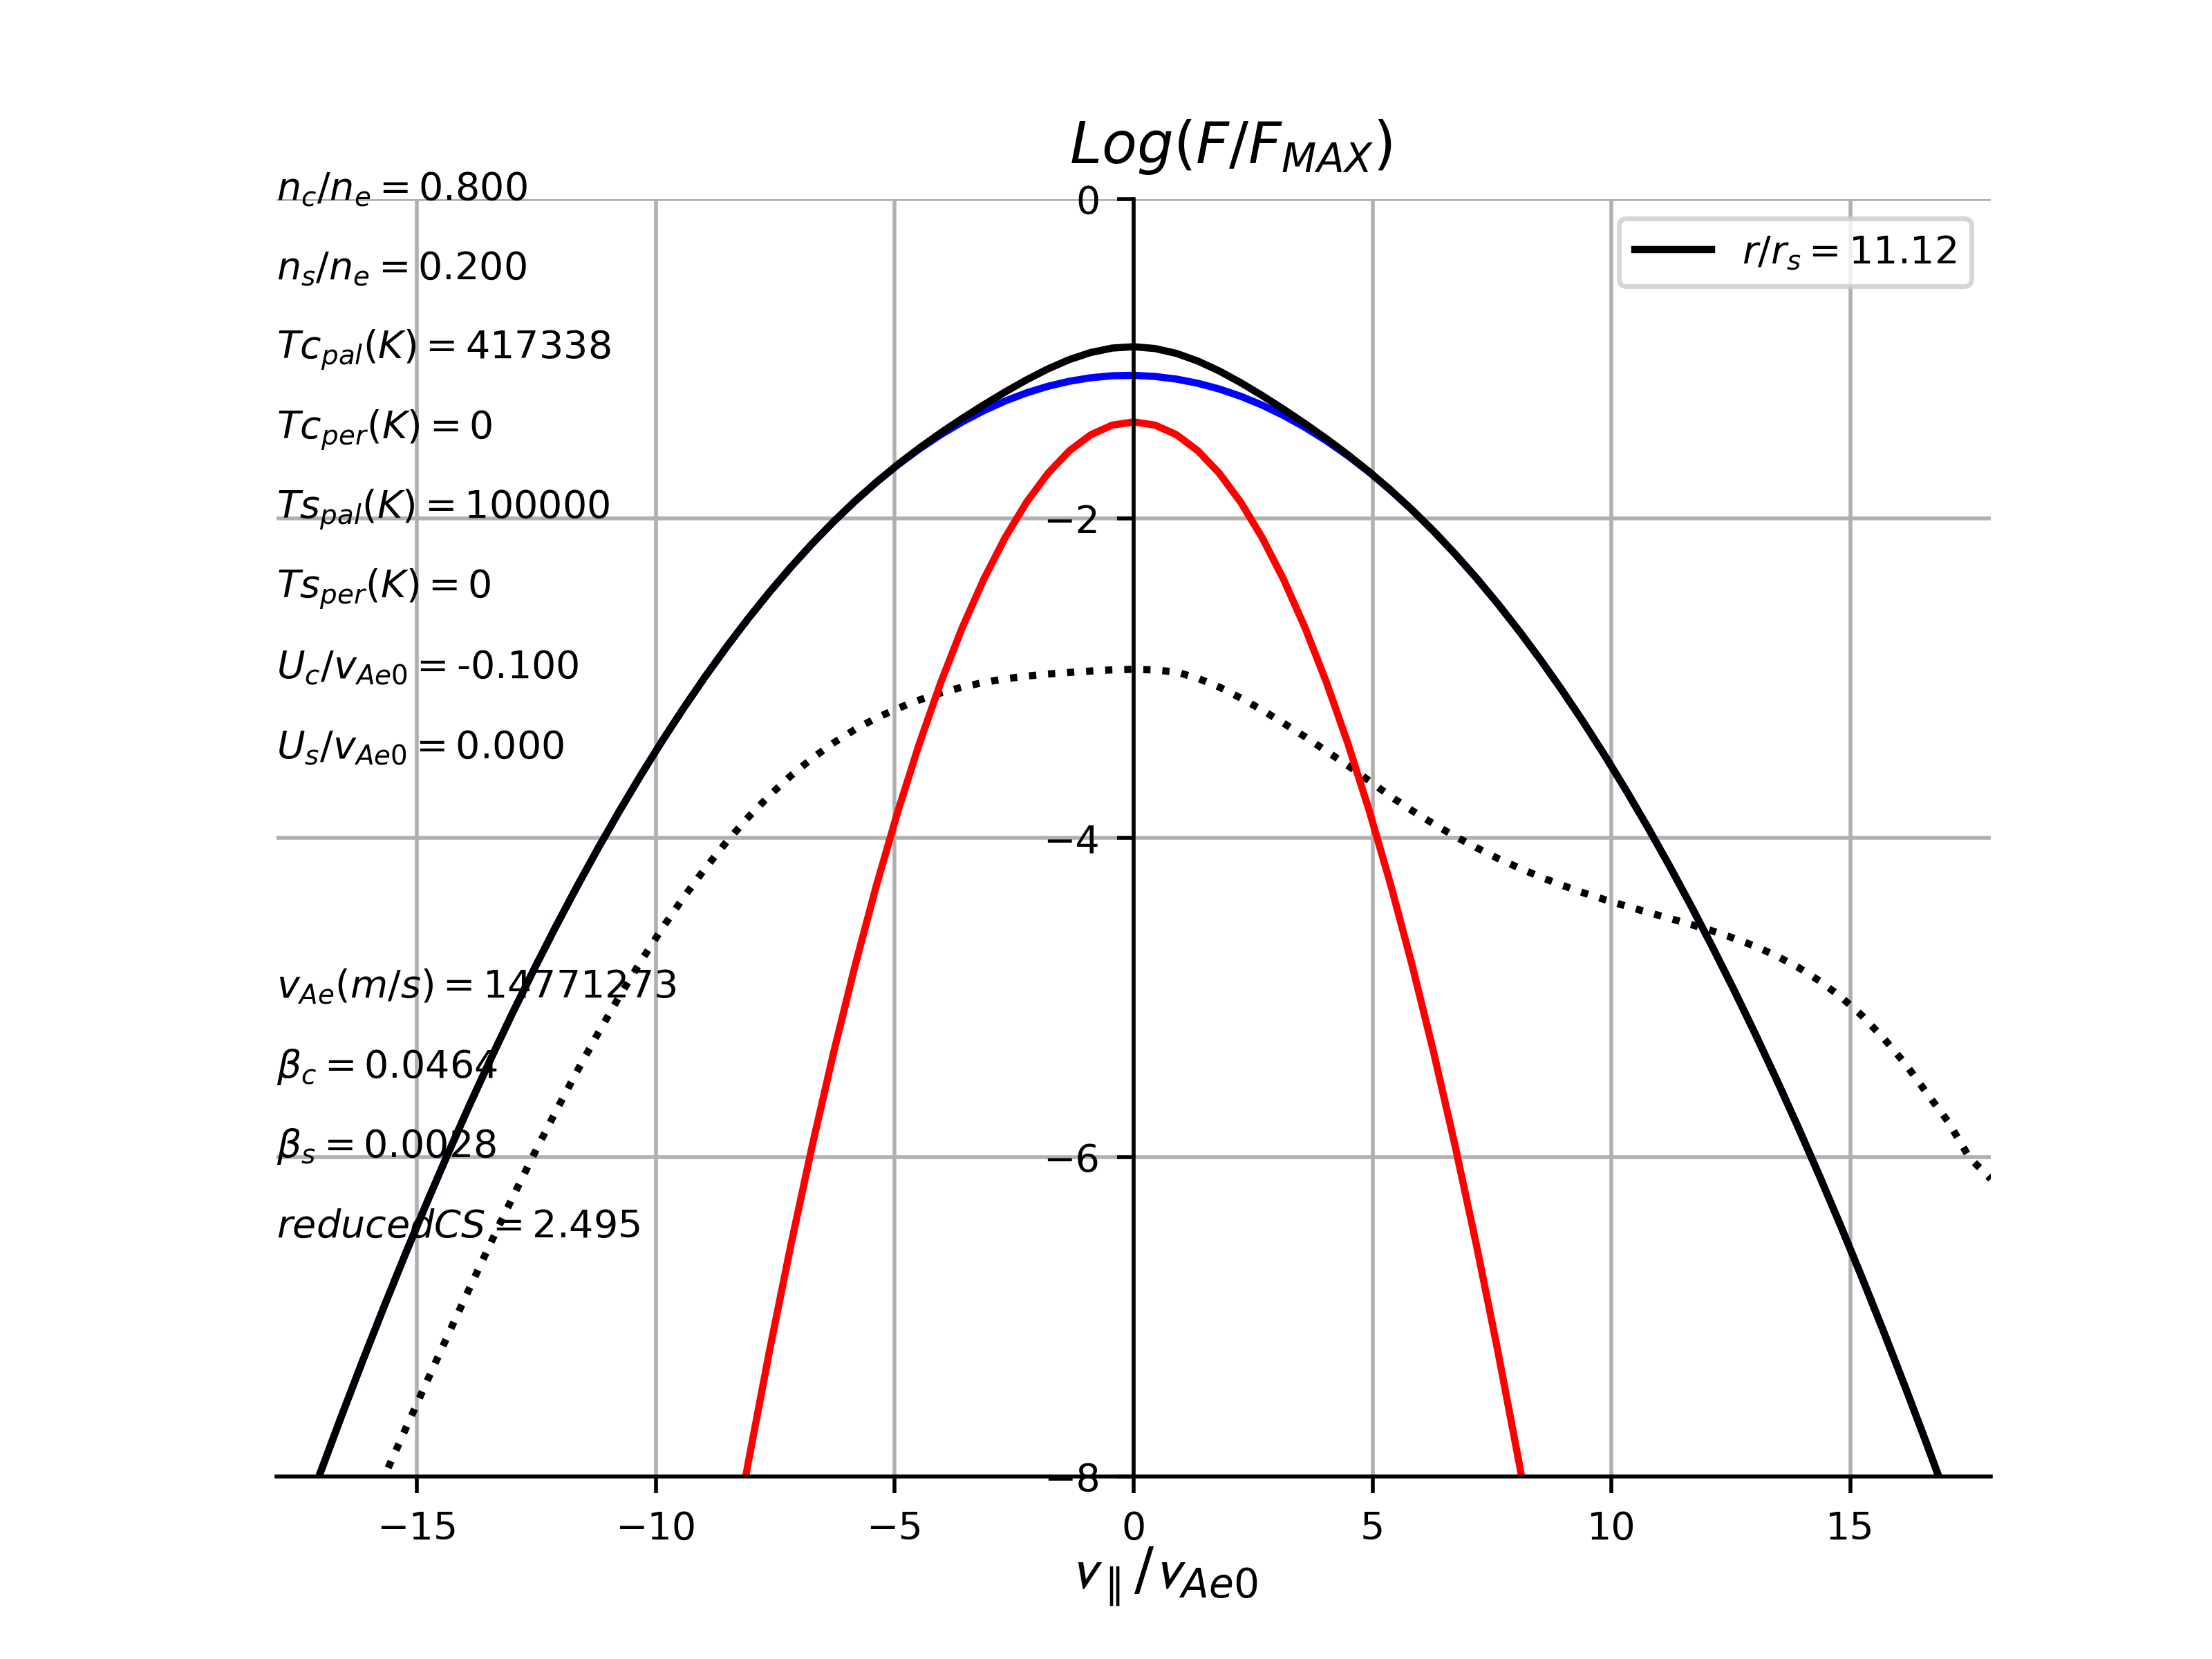 Log(F/F_MAX)
n_c/n_e = 0.800
0
r/r_s = 11.12
n_s/n_e = 0.200
Tc_pal(K) = 417338
Tc_per(K) = 0
Ts_pal(K) = 100000
−2
Ts_per(K) = 0
U_c/v_Ae0 = -0.100
U_s/v_Ae0 = 0.000
−4
v_Ae(m/s) = 14771273
β_c = 0.0464
β_s = 0.0028
−6
reducedCS = 2.495
−8
−15 −10 −5 0 5 10 15
v_∥/v_Ae0